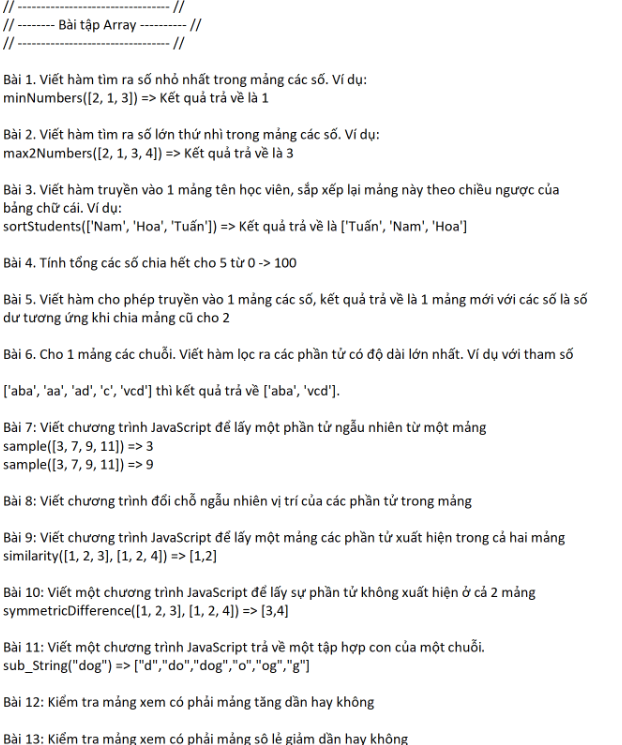 // --------------------------------- //
// -------- Bài tập Array ---------- //
// --------------------------------- //
Bài 1. Viết hàm tìm ra số nhỏ nhất trong mảng các số. Ví dụ:
minNumbers([2, 1, 3]) => Kết quả trả về là 1
Bài 2. Viết hàm tìm ra số lớn thứ nhì trong mảng các số. Ví dụ:
max2Numbers([2, 1, 3, 4]) => Kết quả trả về là 3
Bài 3. Viết hàm truyền vào 1 mảng tên học viên, sắp xếp lại mảng này theo chiều ngược của
bảng chữ cái. Ví dụ:
sortStudents(['Nam', 'Hoa', 'Tuấn']) => Kết quả trả về là ['Tuấn', 'Nam', 'Hoa']
Bài 4. Tính tổng các số chia hết cho 5 từ 0 -> 100
Bài 5. Viết hàm cho phép truyền vào 1 mảng các số, kết quả trả về là 1 mảng mới với các số là số
dư tương ứng khi chia mảng cũ cho 2
Bài 6. Cho 1 mảng các chuỗi. Viết hàm lọc ra các phần tử có độ dài lớn nhất. Ví dụ với tham số
['aba', 'aa', 'ad', 'c', 'vcd'] thì kết quả trả về ['aba', 'vcd'].
Bài 7: Viết chương trình JavaScript để lấy một phần tử ngẫu nhiên từ một mảng
sample([3, 7, 9, 11]) => 3
sample([3, 7, 9, 11]) => 9
Bài 8: Viết chương trình đổi chỗ ngẫu nhiên vị trí của các phần tử trong mảng
Bài 9: Viết chương trình JavaScript để lấy một mảng các phần tử xuất hiện trong cả hai mảng
similarity([1, 2, 3], [1, 2, 4]) => [1,2]
Bài 10: Viết một chương trình JavaScript để lấy sự phần tử không xuất hiện ở cả 2 mảng
symmetricDifference([1, 2, 3], [1, 2, 4]) => [3,4]
Bài 11: Viết một chương trình JavaScript trả về một tập hợp con của một chuỗi.
sub_String("dog") => ["d","do","dog","o","og","g"]
Bài 12: Kiểm tra mảng xem có phải mảng tăng dần hay không
Bài 13: Kiểm tra mảng xem có phải mảng số lẻ giảm dần hay không